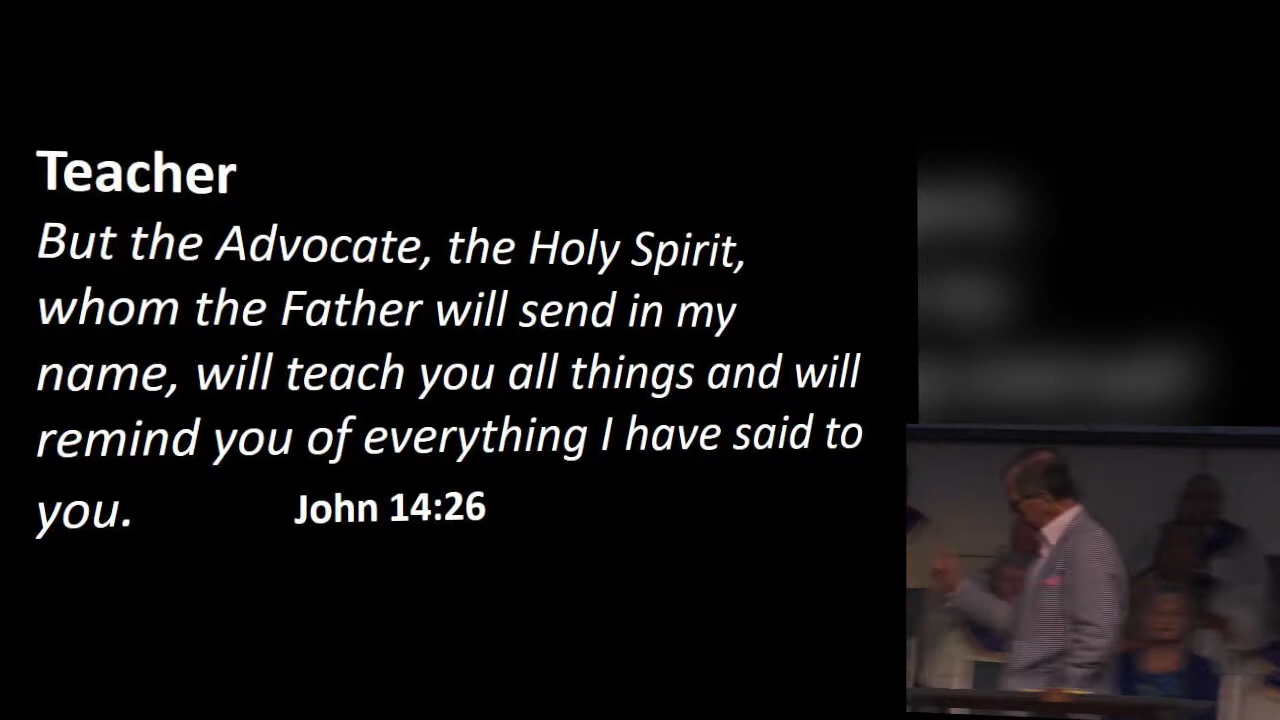 Teacher
But the Advocate, the Holy Spirit,
whom the Father will send in my
name, will teach you all things and will
remind you of everything I have said to
you. John 14:26